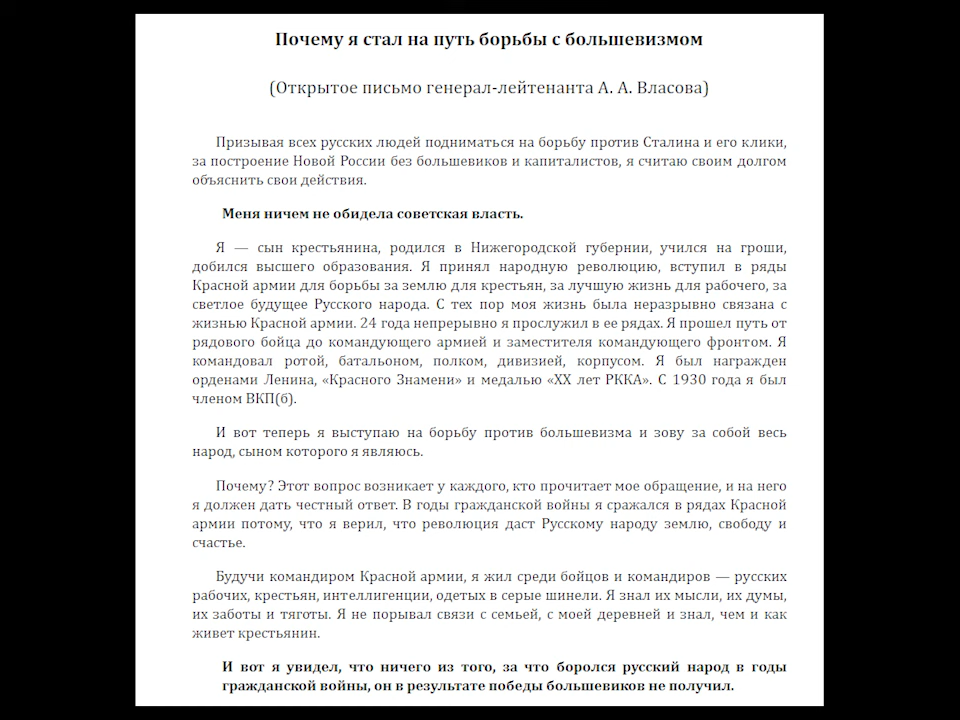 Почему я стал на путь борьбы с большевизмом
(Открытое письмо генерал-лейтенанта А. А. Власова)
Призывая всех русских людей подниматься на борьбу против Сталина и его клики,
за построение Новой России без большевиков и капиталистов, я считаю своим долгом
объяснить свои действия.
Меня ничем не обидела советская власть.
Я — сын крестьянина, родился в Нижегородской губернии, учился на гроши,
добился высшего образования. Я принял народную революцию, вступил в ряды
Красной армии для борьбы за землю для крестьян, за лучшую жизнь для рабочего, за
светлое будущее Русского народа. С тех пор моя жизнь была неразрывно связана с
жизнью Красной армии. 24 года непрерывно я прослужил в ее рядах. Я прошел путь от
рядового бойца до командующего армией и заместителя командующего фронтом. Я
командовал ротой, батальоном, полком, дивизией, корпусом. Я был награжден
орденами Ленина, «Красного Знамени» и медалью «XX лет РККА». С 1930 года я был
членом ВКП(б).
И вот теперь я выступаю на борьбу против большевизма и зову за собой весь
народ, сыном которого я являюсь.
Почему? Этот вопрос возникает у каждого, кто прочитает мое обращение, и на него
я должен дать честный ответ. В годы гражданской войны я сражался в рядах Красной
армии потому, что я верил, что революция даст Русскому народу землю, свободу и
счастье.
Будучи командиром Красной армии, я жил среди бойцов и командиров — русских
рабочих, крестьян, интеллигенции, одетых в серые шинели. Я знал их мысли, их думы,
их заботы и тяготы. Я не порывал связи с семьей, с моей деревней и знал, чем и как
живет крестьянин.
И вот я увидел, что ничего из того, за что боролся русский народ в годы
гражданской войны, он в результате победы большевиков не получил.